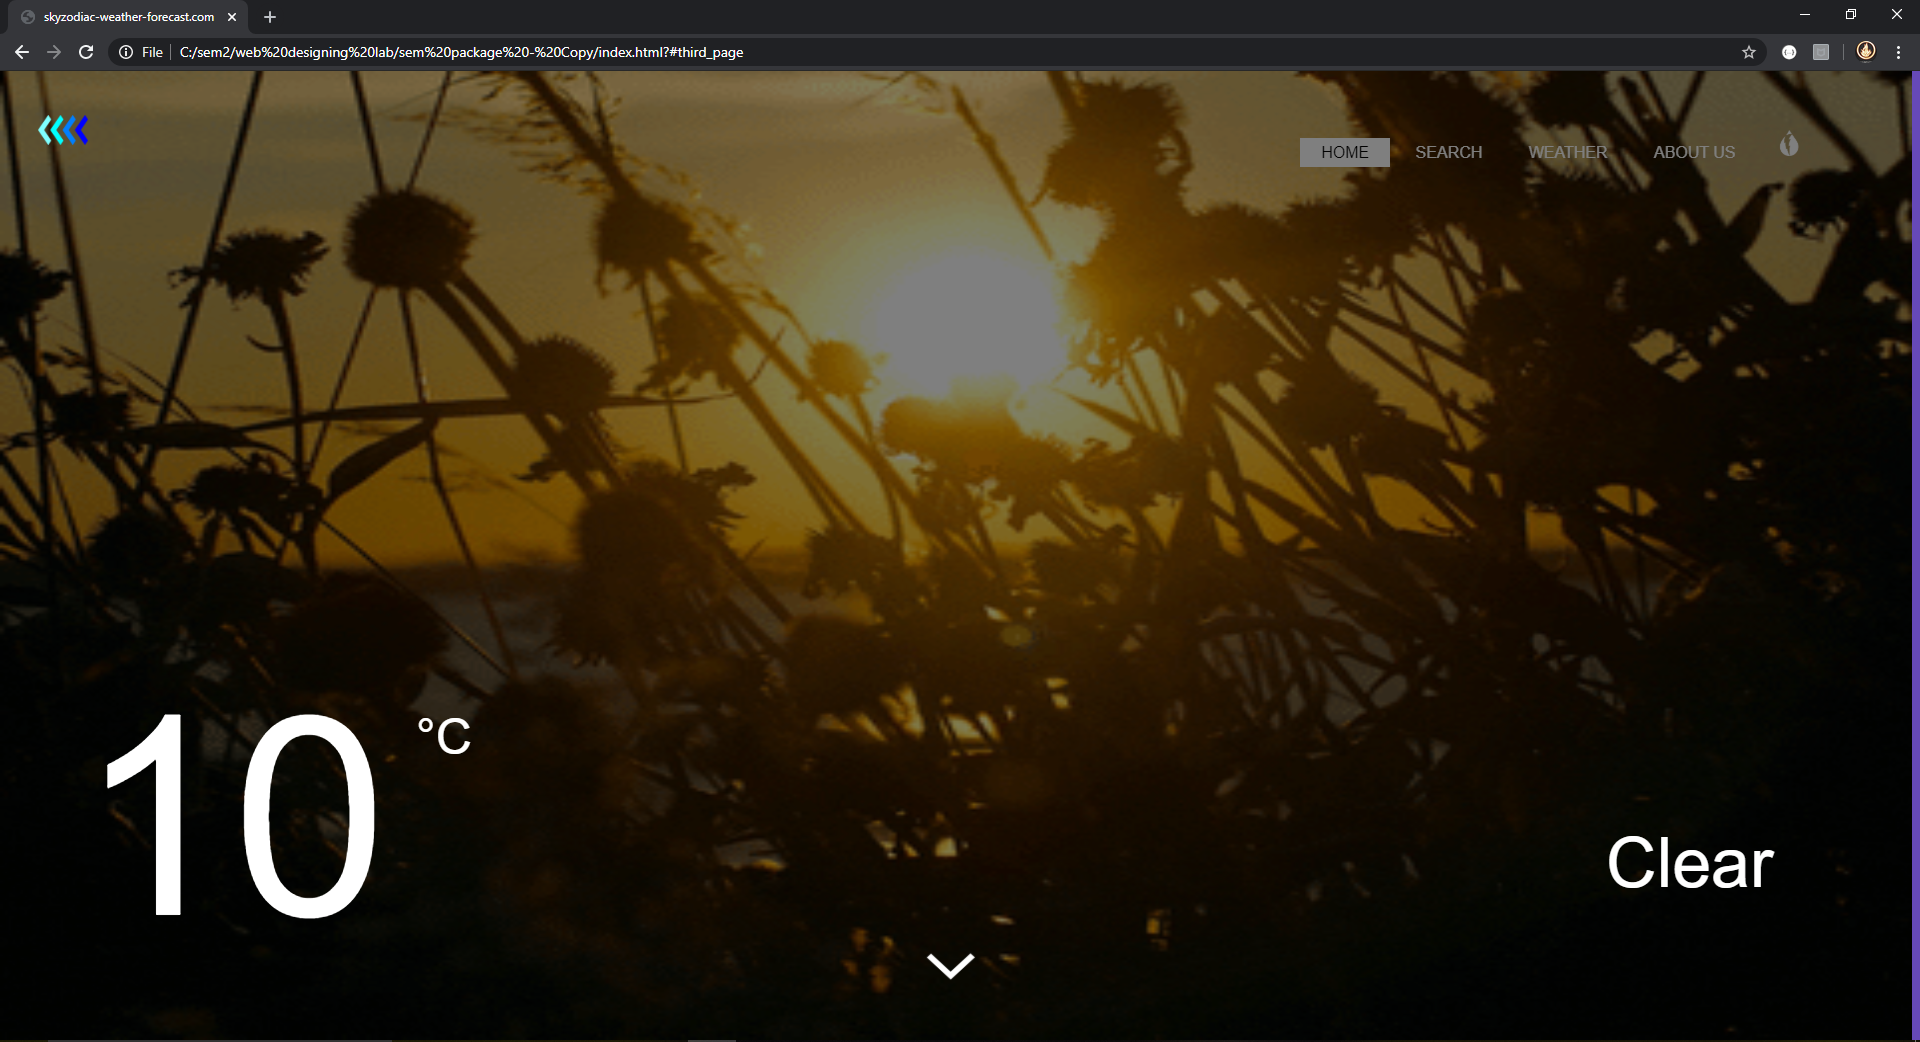 skyzodiac-weather-forecast.com
File C:/sem2/web%20designing%20lab/sem%20package%20-%20Copy/index.html?#third_page
HOME SEARCH WEATHER ABOUT US
10 °C
Clear